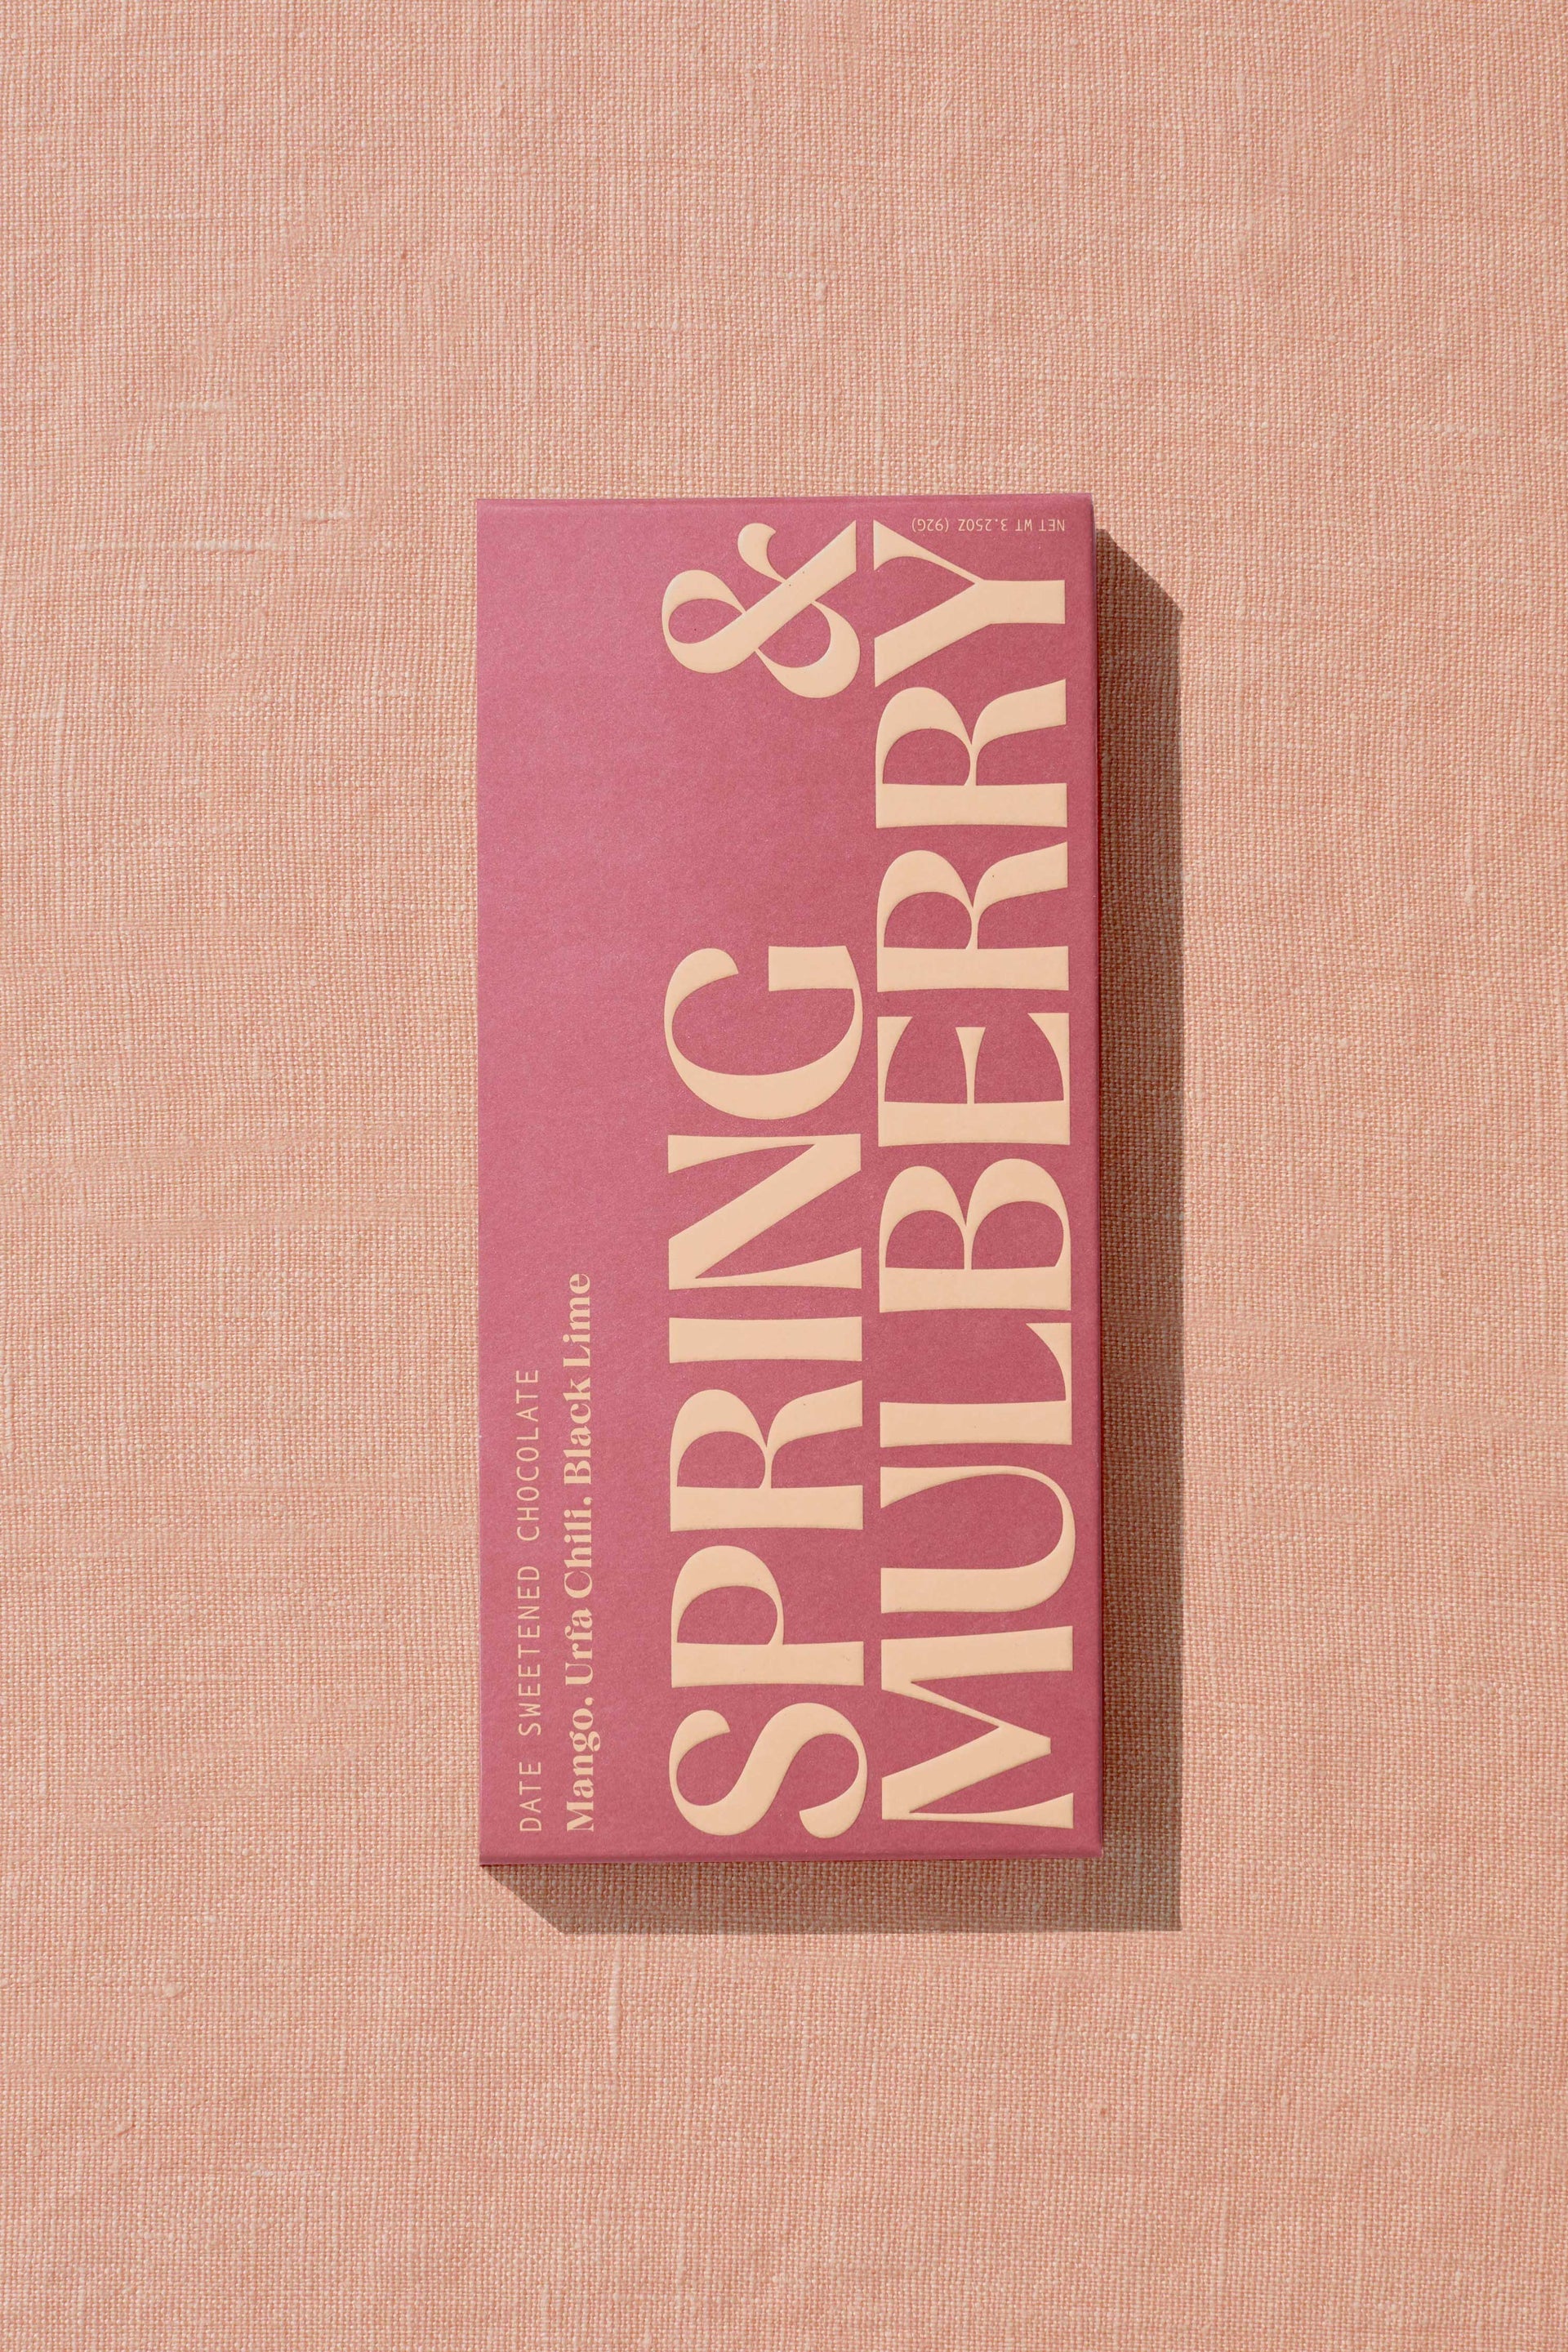 DATE SWEETENED CHOCOLATE
Mango, Urfa Chili, Black Lime
SPRING &
MULBERRY
NET WT 3.25OZ (92G)